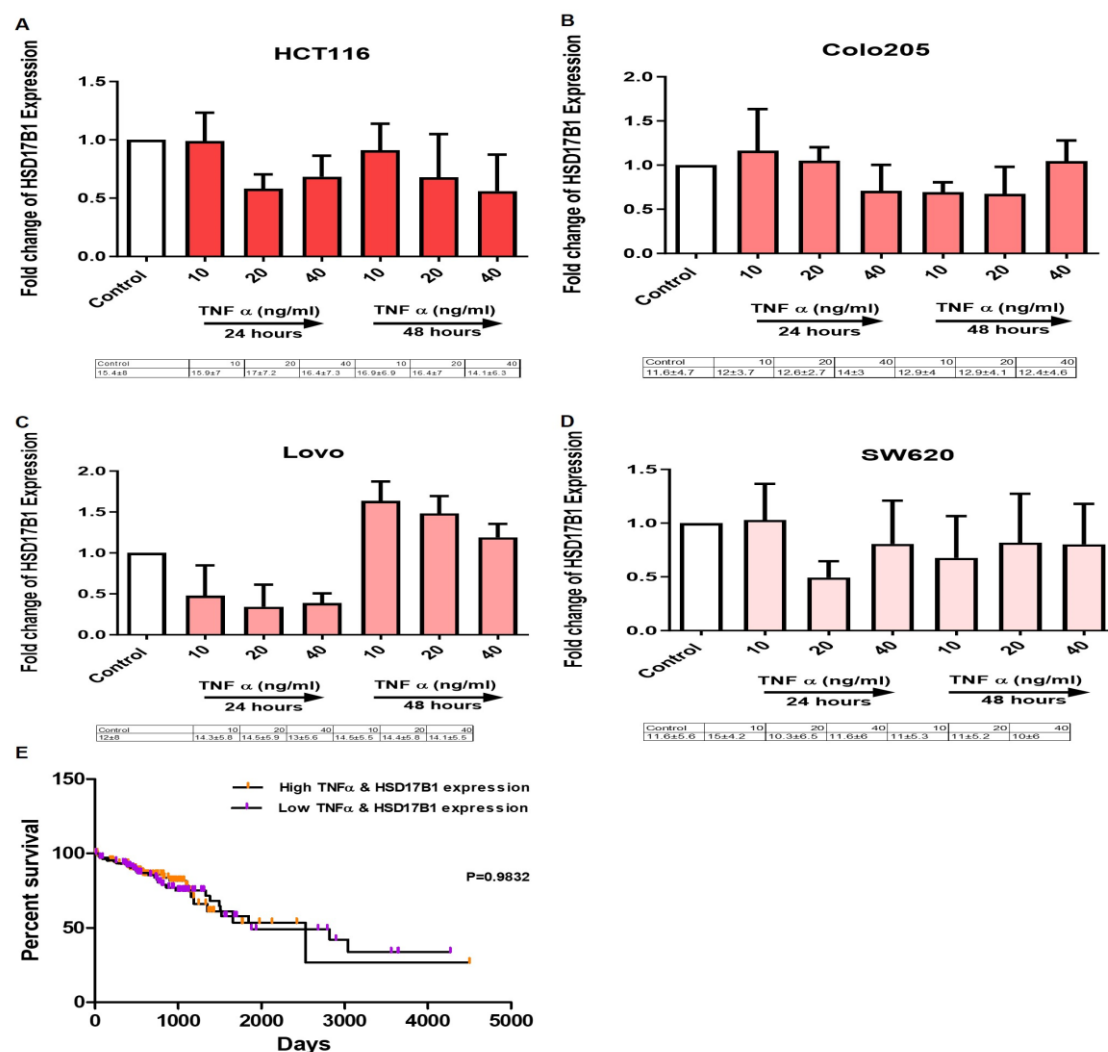 A
HCT116
Fold change of HSD17B1 Expression
1.5
1.0
0.5
0.0
Control
10
20
40
10
20
40
TNF α (ng/ml)
24 hours
TNF α (ng/ml)
48 hours
Control 10 20 40 10 20 40
15.4±8 15.9±7 17±7.2 16.4±7.3 16.9±6.9 16.4±7 14.1±6.3
B
Colo205
Fold change of HSD17B1 Expression
2.0
1.5
1.0
0.5
0.0
Control
10
20
40
10
20
40
TNF α (ng/ml)
24 hours
TNF α (ng/ml)
48 hours
Control 10 20 40 10 20 40
11.6±4.7 12±3.7 12.6±2.7 14±3 12.9±4 12.9±4.1 12.4±4.6
C
Lovo
Fold change of HSD17B1 Expression
2.0
1.5
1.0
0.5
0.0
Control
10
20
40
10
20
40
TNF α (ng/ml)
24 hours
TNF α (ng/ml)
48 hours
Control 10 20 40 10 20 40
12±8 14.3±5.8 14.5±5.9 13±5.6 14.5±5.5 14.4±5.8 14.1±5.5
D
SW620
Fold change of HSD17B1 Expression
1.5
1.0
0.5
0.0
Control
10
20
40
10
20
40
TNF α (ng/ml)
24 hours
TNF α (ng/ml)
48 hours
Control 10 20 40 10 20 40
11.6±5.6 15±4.2 10.3±6.5 11.6±6 11±5.3 11±5.2 10±6
E
Percent survival
150
100
50
0
High TNFα & HSD17B1 expression
Low TNFα & HSD17B1 expression
P=0.9832
0 1000 2000 3000 4000 5000
Days